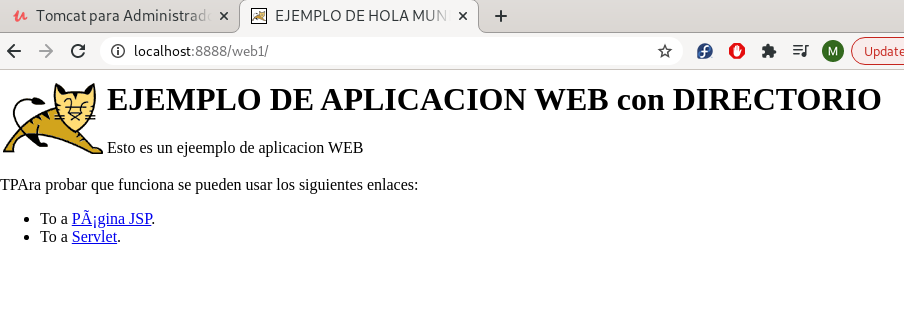 Tomcat para Administrado
EJEMPLO DE HOLA MUN
localhost:8888/web1/
M
Update
EJEMPLO DE APLICACION WEB con DIRECTORIO
Esto es un ejeemplo de aplicacion WEB
TPAra probar que funciona se pueden usar los siguientes enlaces:
To a PÃ¡gina JSP.
To a Servlet.